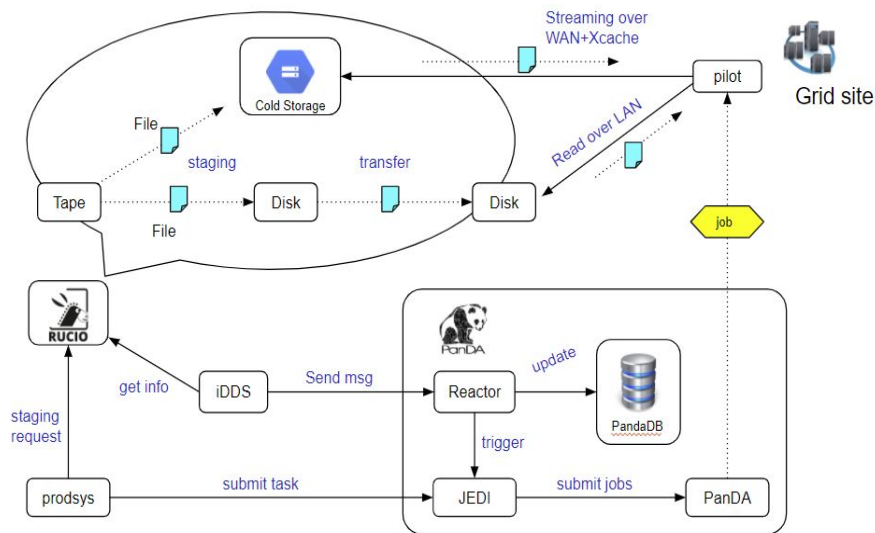 Streaming over
WAN+Xcache
pilot
Grid site
Cold Storage
File
Read over LAN
staging
transfer
Tape
Disk
Disk
File
job
RUCIO
PanDA
get info
iDDS
Send msg
Reactor
update
PandaDB
staging
request
trigger
prodsys
submit task
JEDI
submit jobs
PanDA